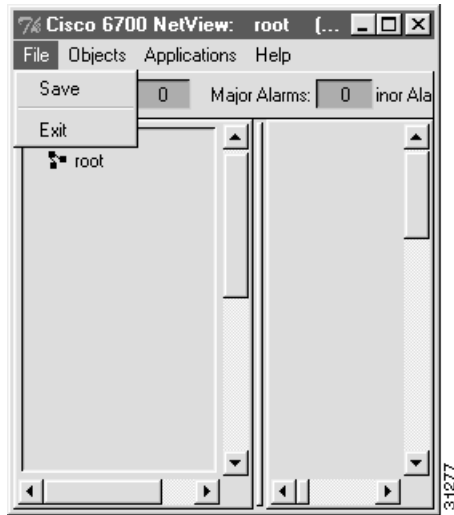 Cisco 6700 NetView: root (...
File Objects Applications Help
Save
0 Major Alarms: 0 inor Ala
Exit
root
31277